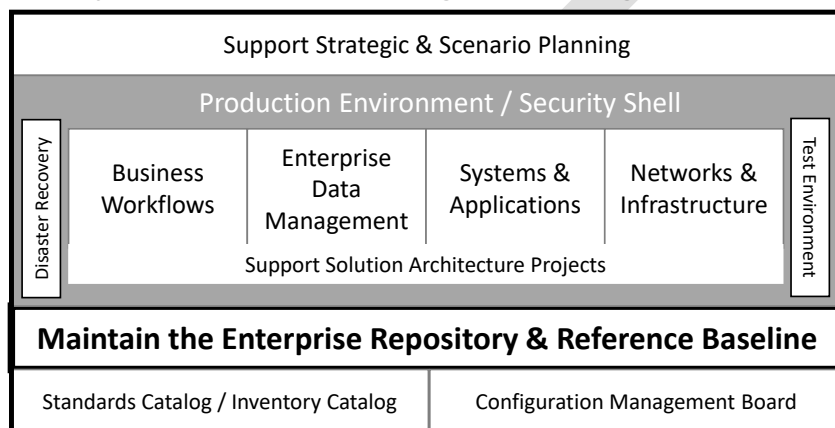 Support Strategic & Scenario Planning
Production Environment / Security Shell
Disaster Recovery
Business
Workflows
Enterprise
Data
Management
Systems &
Applications
Networks &
Infrastructure
Test Environment
Support Solution Architecture Projects
Maintain the Enterprise Repository & Reference Baseline
Standards Catalog / Inventory Catalog
Configuration Management Board